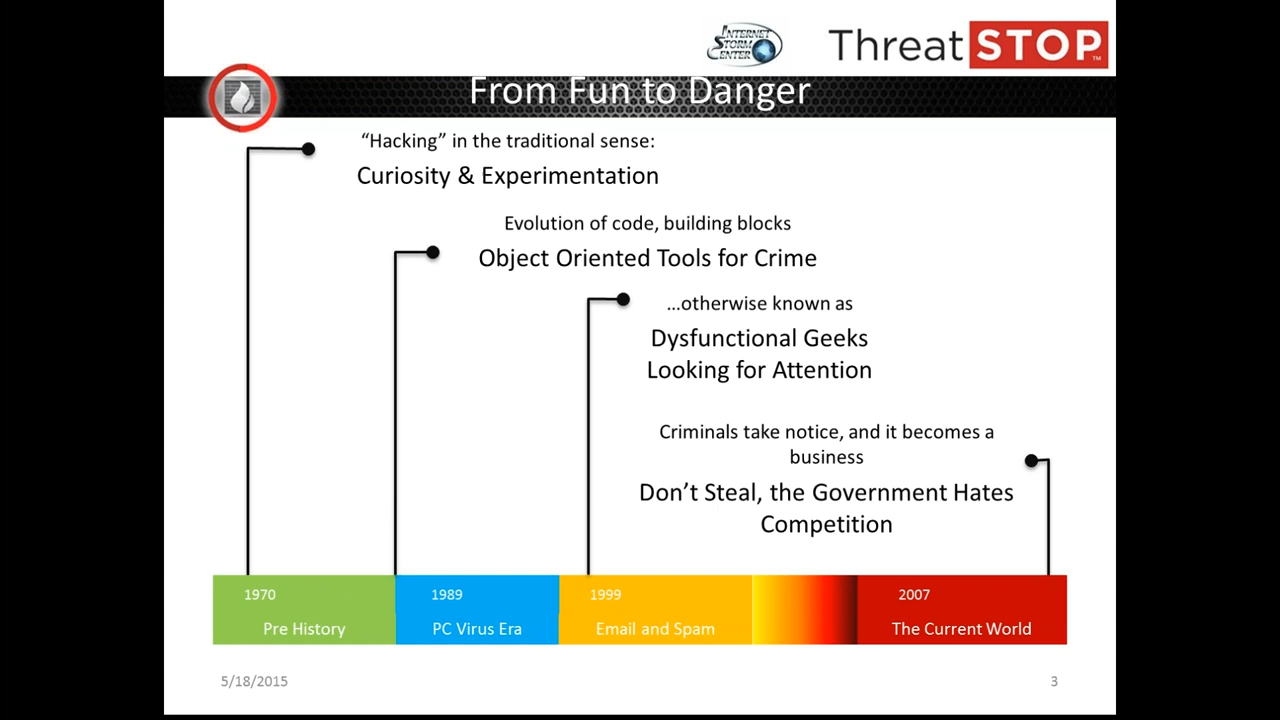 INTERNET
STORM
CENTER
ThreatSTOP™
From Fun to Danger
“Hacking” in the traditional sense:
Curiosity & Experimentation
Evolution of code, building blocks
Object Oriented Tools for Crime
...otherwise known as
Dysfunctional Geeks
Looking for Attention
Criminals take notice, and it becomes a
business
Don’t Steal, the Government Hates
Competition
1970
Pre History
1989
PC Virus Era
1999
Email and Spam
2007
The Current World
5/18/2015
3